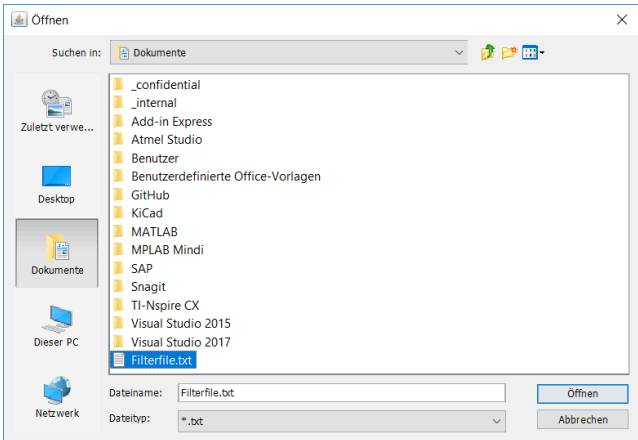 Öffnen
Suchen in: Dokumente
Zuletzt verwe...
Desktop
Dokumente
Dieser PC
Netzwerk
_confidential
_internal
Add-in Express
Atmel Studio
Benutzer
Benutzerdefinierte Office-Vorlagen
GitHub
KiCad
MATLAB
MPLAB Mindi
SAP
Snagit
TI-Nspire CX
Visual Studio 2015
Visual Studio 2017
Filterfile.txt
Dateiname: Filterfile.txt Öffnen
Dateityp: *.txt Abbrechen